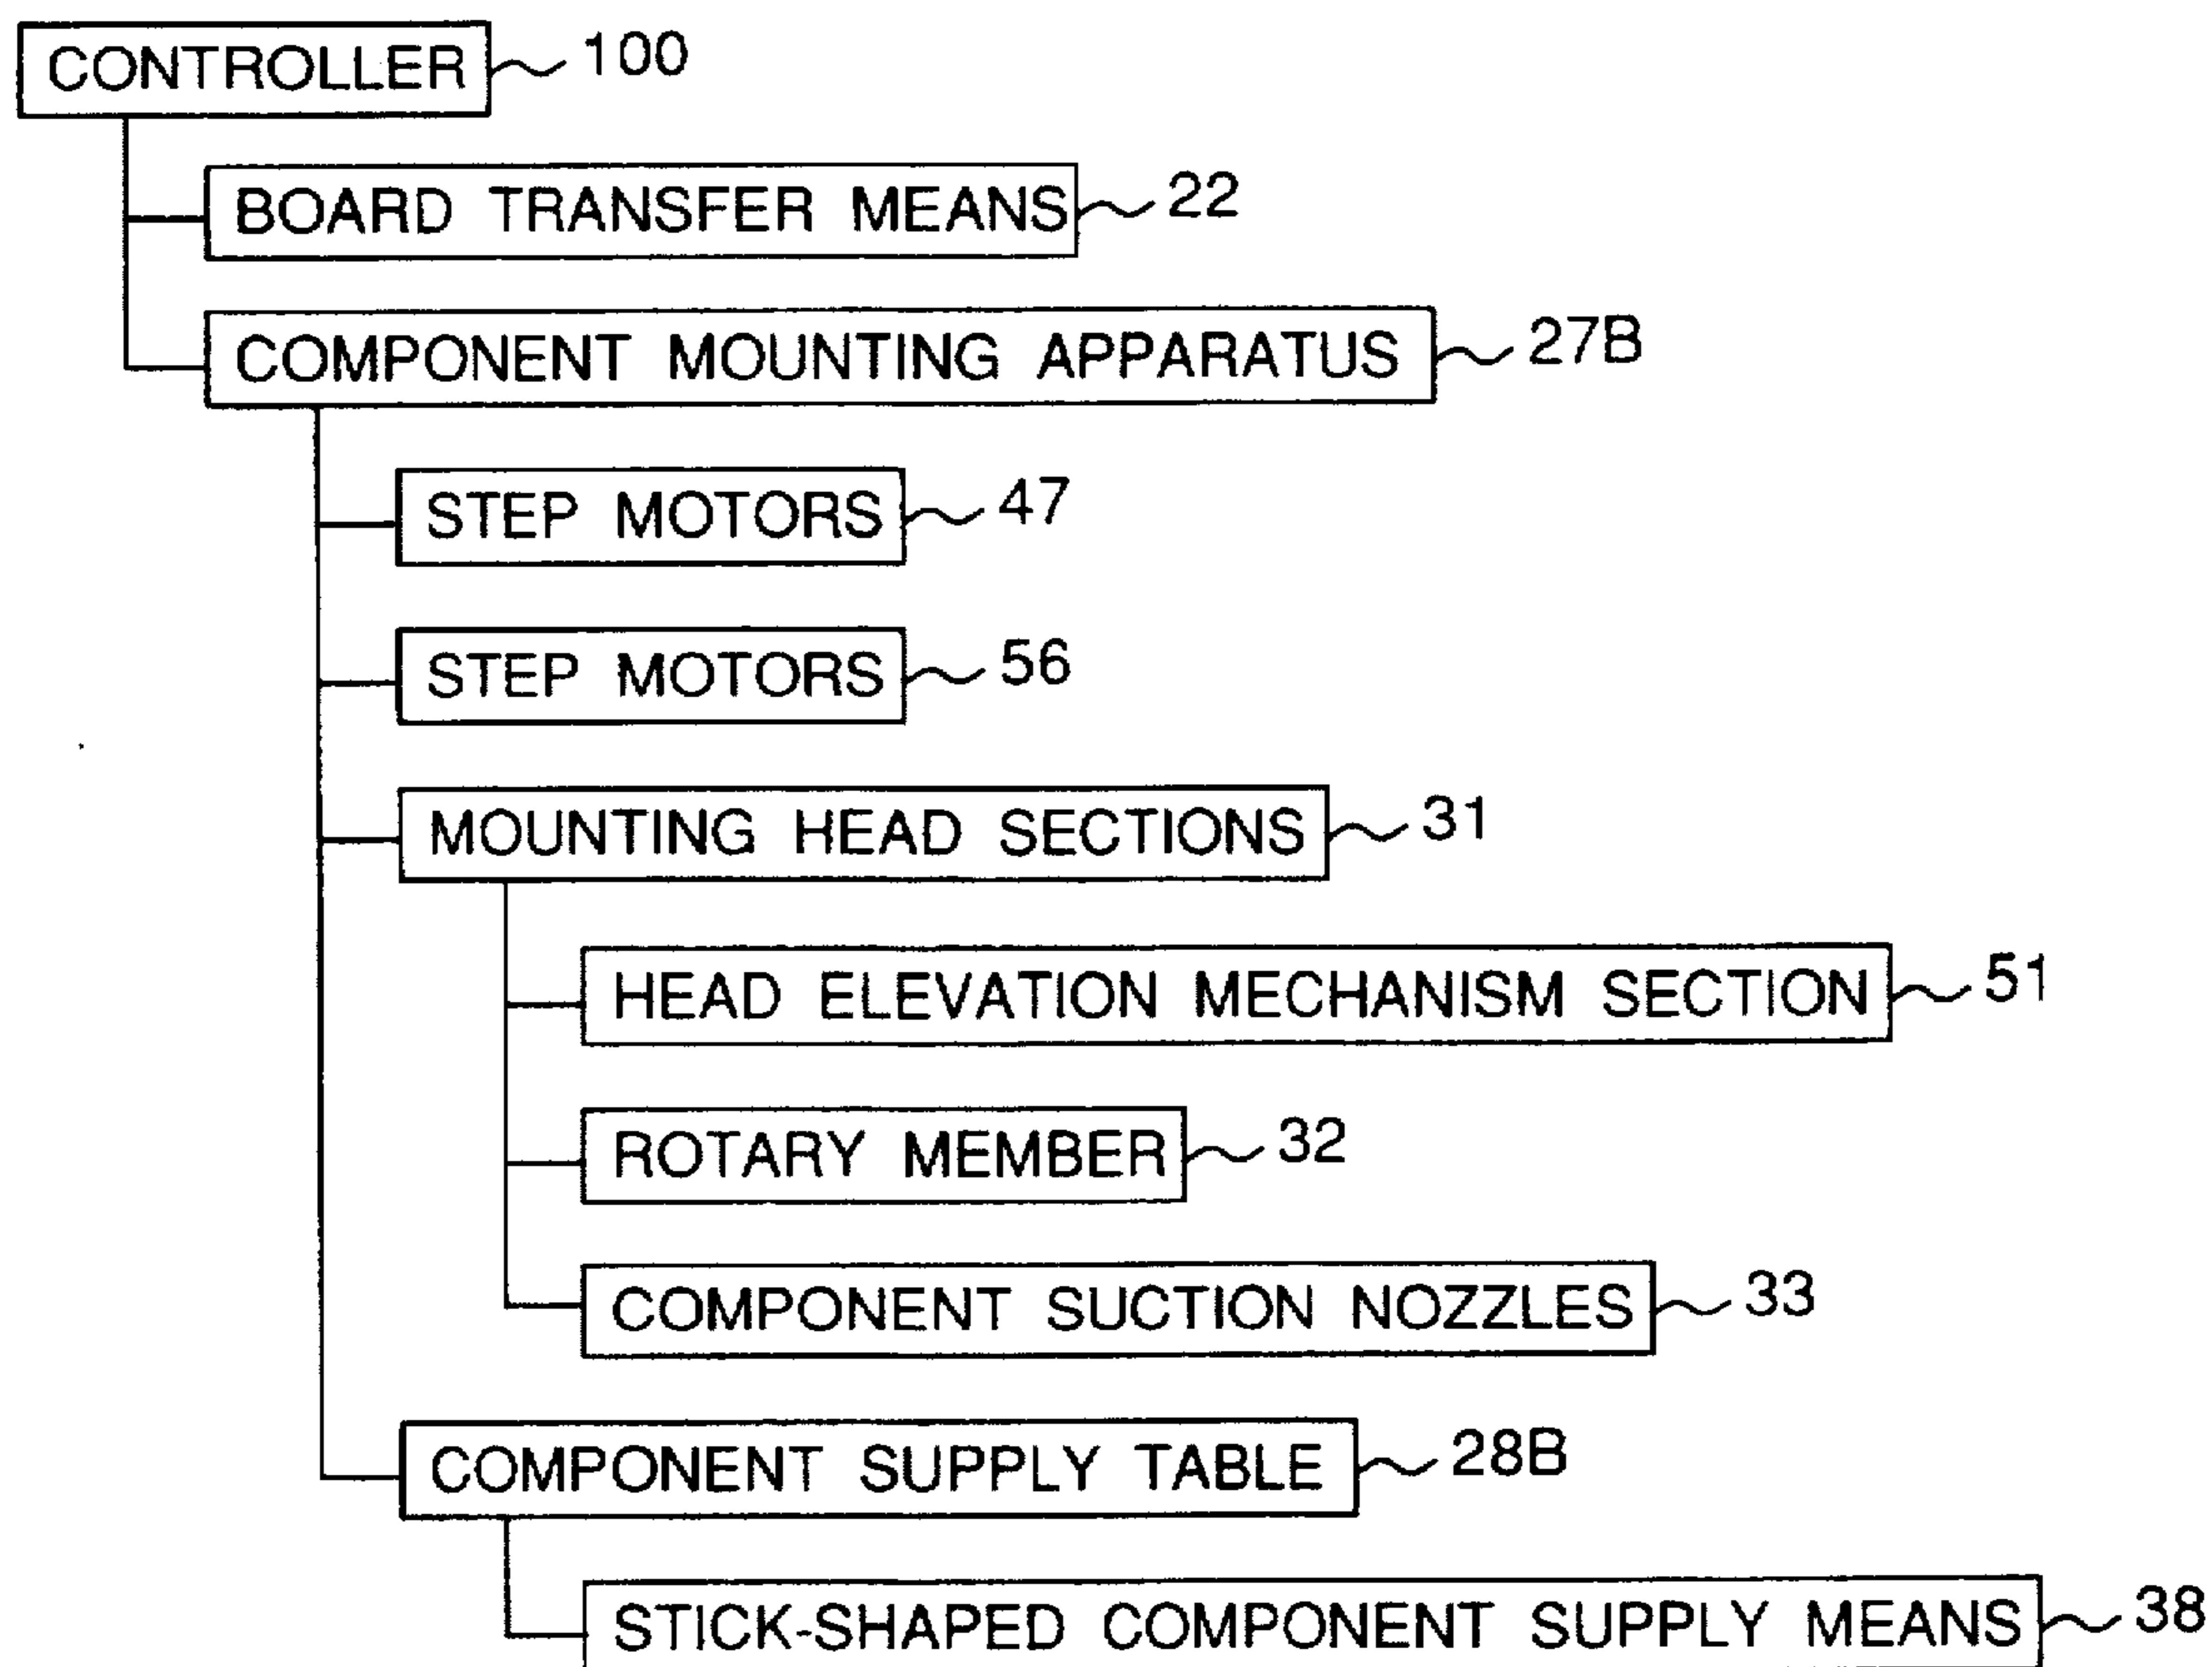 CONTROLLER 100
BOARD TRANSFER MEANS 22
COMPONENT MOUNTING APPARATUS 27B
STEP MOTORS 47
STEP MOTORS 56
MOUNTING HEAD SECTIONS 31
HEAD ELEVATION MECHANISM SECTION 51
ROTARY MEMBER 32
COMPONENT SUCTION NOZZLES 33
COMPONENT SUPPLY TABLE 28B
STICK-SHAPED COMPONENT SUPPLY MEANS 38